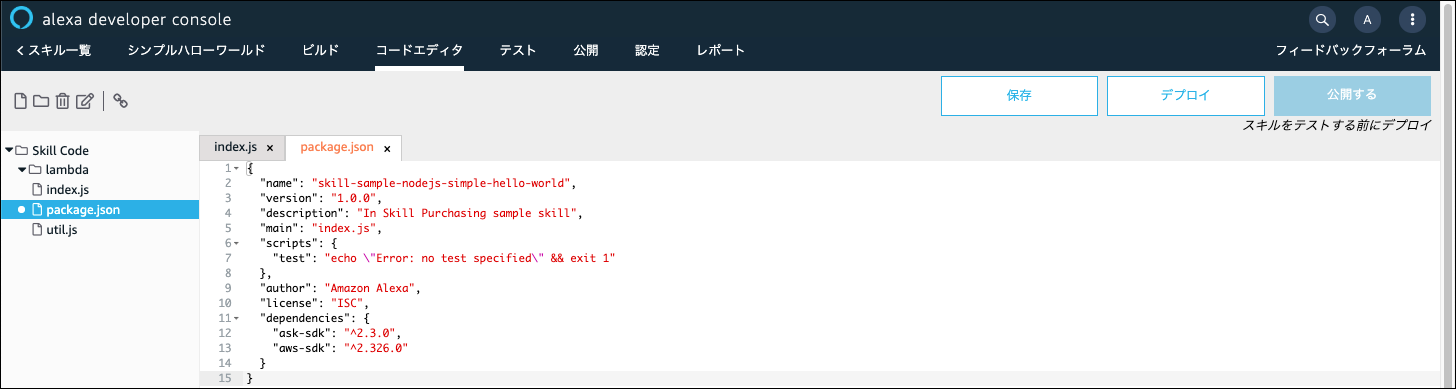 alexa developer console
A
< スキル一覧 シンプルハローワールド ビルド コードエディタ テスト 公開 認定 レポート フィードバックフォーラム
保存 デプロイ 公開する
スキルをテストする前にデプロイ
Skill Code
lambda
index.js
package.json
util.js
index.js × package.json ×
1 {
2 "name": "skill-sample-nodejs-simple-hello-world",
3 "version": "1.0.0",
4 "description": "In Skill Purchasing sample skill",
5 "main": "index.js",
6 "scripts": {
7 "test": "echo \"Error: no test specified\" && exit 1"
8 },
9 "author": "Amazon Alexa",
10 "license": "ISC",
11 "dependencies": {
12 "ask-sdk": "^2.3.0",
13 "aws-sdk": "^2.326.0"
14 }
15 }